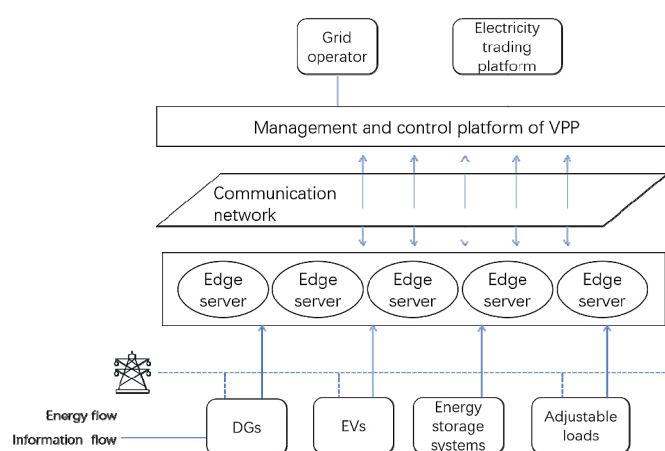 Grid
operator
Electricity
trading
platform
Management and control platform of VPP
Communication
network
Edge
server
Edge
server
Edge
server
Edge
server
Edge
server
Energy flow
Information flow
DGs
EVs
Energy
storage
systems
Adjustable
loads